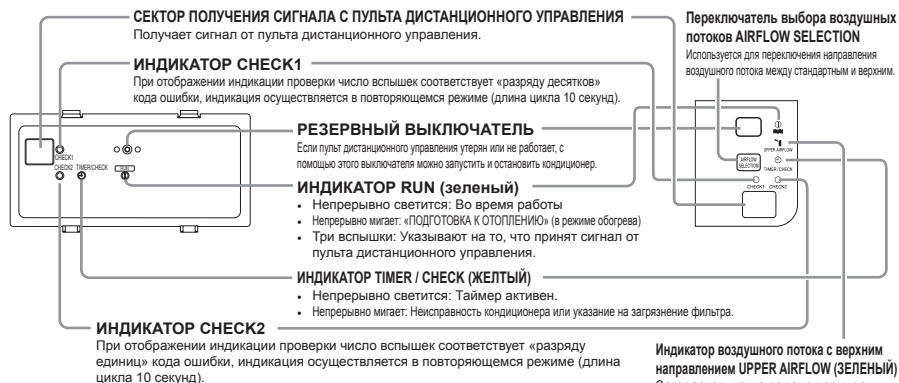 СЕКТОР ПОЛУЧЕНИЯ СИГНАЛА С ПУЛЬТА ДИСТАНЦИОННОГО УПРАВЛЕНИЯ
Получает сигнал от пульта дистанционного управления.
ИНДИКАТОР CHECK1
При отображении индикации проверки число вспышек соответствует «разряду десятков»
кода ошибки, индикация осуществляется в повторяющемся режиме (длина цикла 10 секунд).
РЕЗЕРВНЫЙ ВЫКЛЮЧАТЕЛЬ
Если пульт дистанционного управления утерян или не работает, с
помощью этого выключателя можно запустить и остановить кондиционер.
ИНДИКАТОР RUN (зеленый)
• Непрерывно светится: Во время работы
• Непрерывно мигает: «ПОДГОТОВКА К ОТОПЛЕНИЮ» (в режиме обогрева)
• Три вспышки: Указывают на то, что принят сигнал от
пульта дистанционного управления.
ИНДИКАТОР TIMER / CHECK (ЖЕЛТЫЙ)
• Непрерывно светится: Таймер активен.
• Непрерывно мигает: Неисправность кондиционера или указание на загрязнение фильтра.
ИНДИКАТОР CHECK2
При отображении индикации проверки число вспышек соответствует «разряду
единиц» кода ошибки, индикация осуществляется в повторяющемся режиме (длина
цикла 10 секунд).
CHECK1
CHECK2 TIMER/CHECK RUN
Переключатель выбора воздушных
потоков AIRFLOW SELECTION
Используется для переключения направления
воздушного потока между стандартным и верхним.
RUN
UPPER AIRFLOW
AIRFLOW
SELECTION
TIMER/CHECK
CHECK1 CHECK2
Индикатор воздушного потока с верхним
направлением UPPER AIRFLOW (ЗЕЛЕНЫЙ)